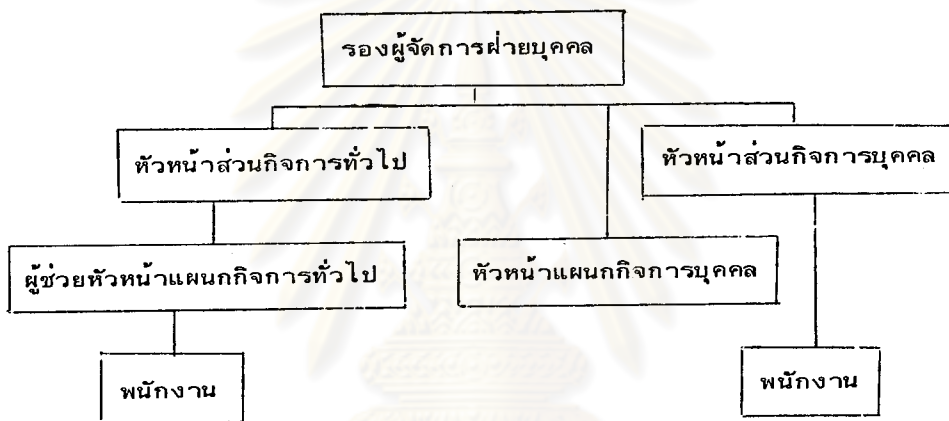 รองผู้จัดการฝ่ายบุคคล
หัวหน้าส่วนกิจการทั่วไป
หัวหน้าส่วนกิจการบุคคล
ผู้ช่วยหัวหน้าแผนกกิจการทั่วไป
หัวหน้าแผนกกิจการบุคคล
พนักงาน
พนักงาน